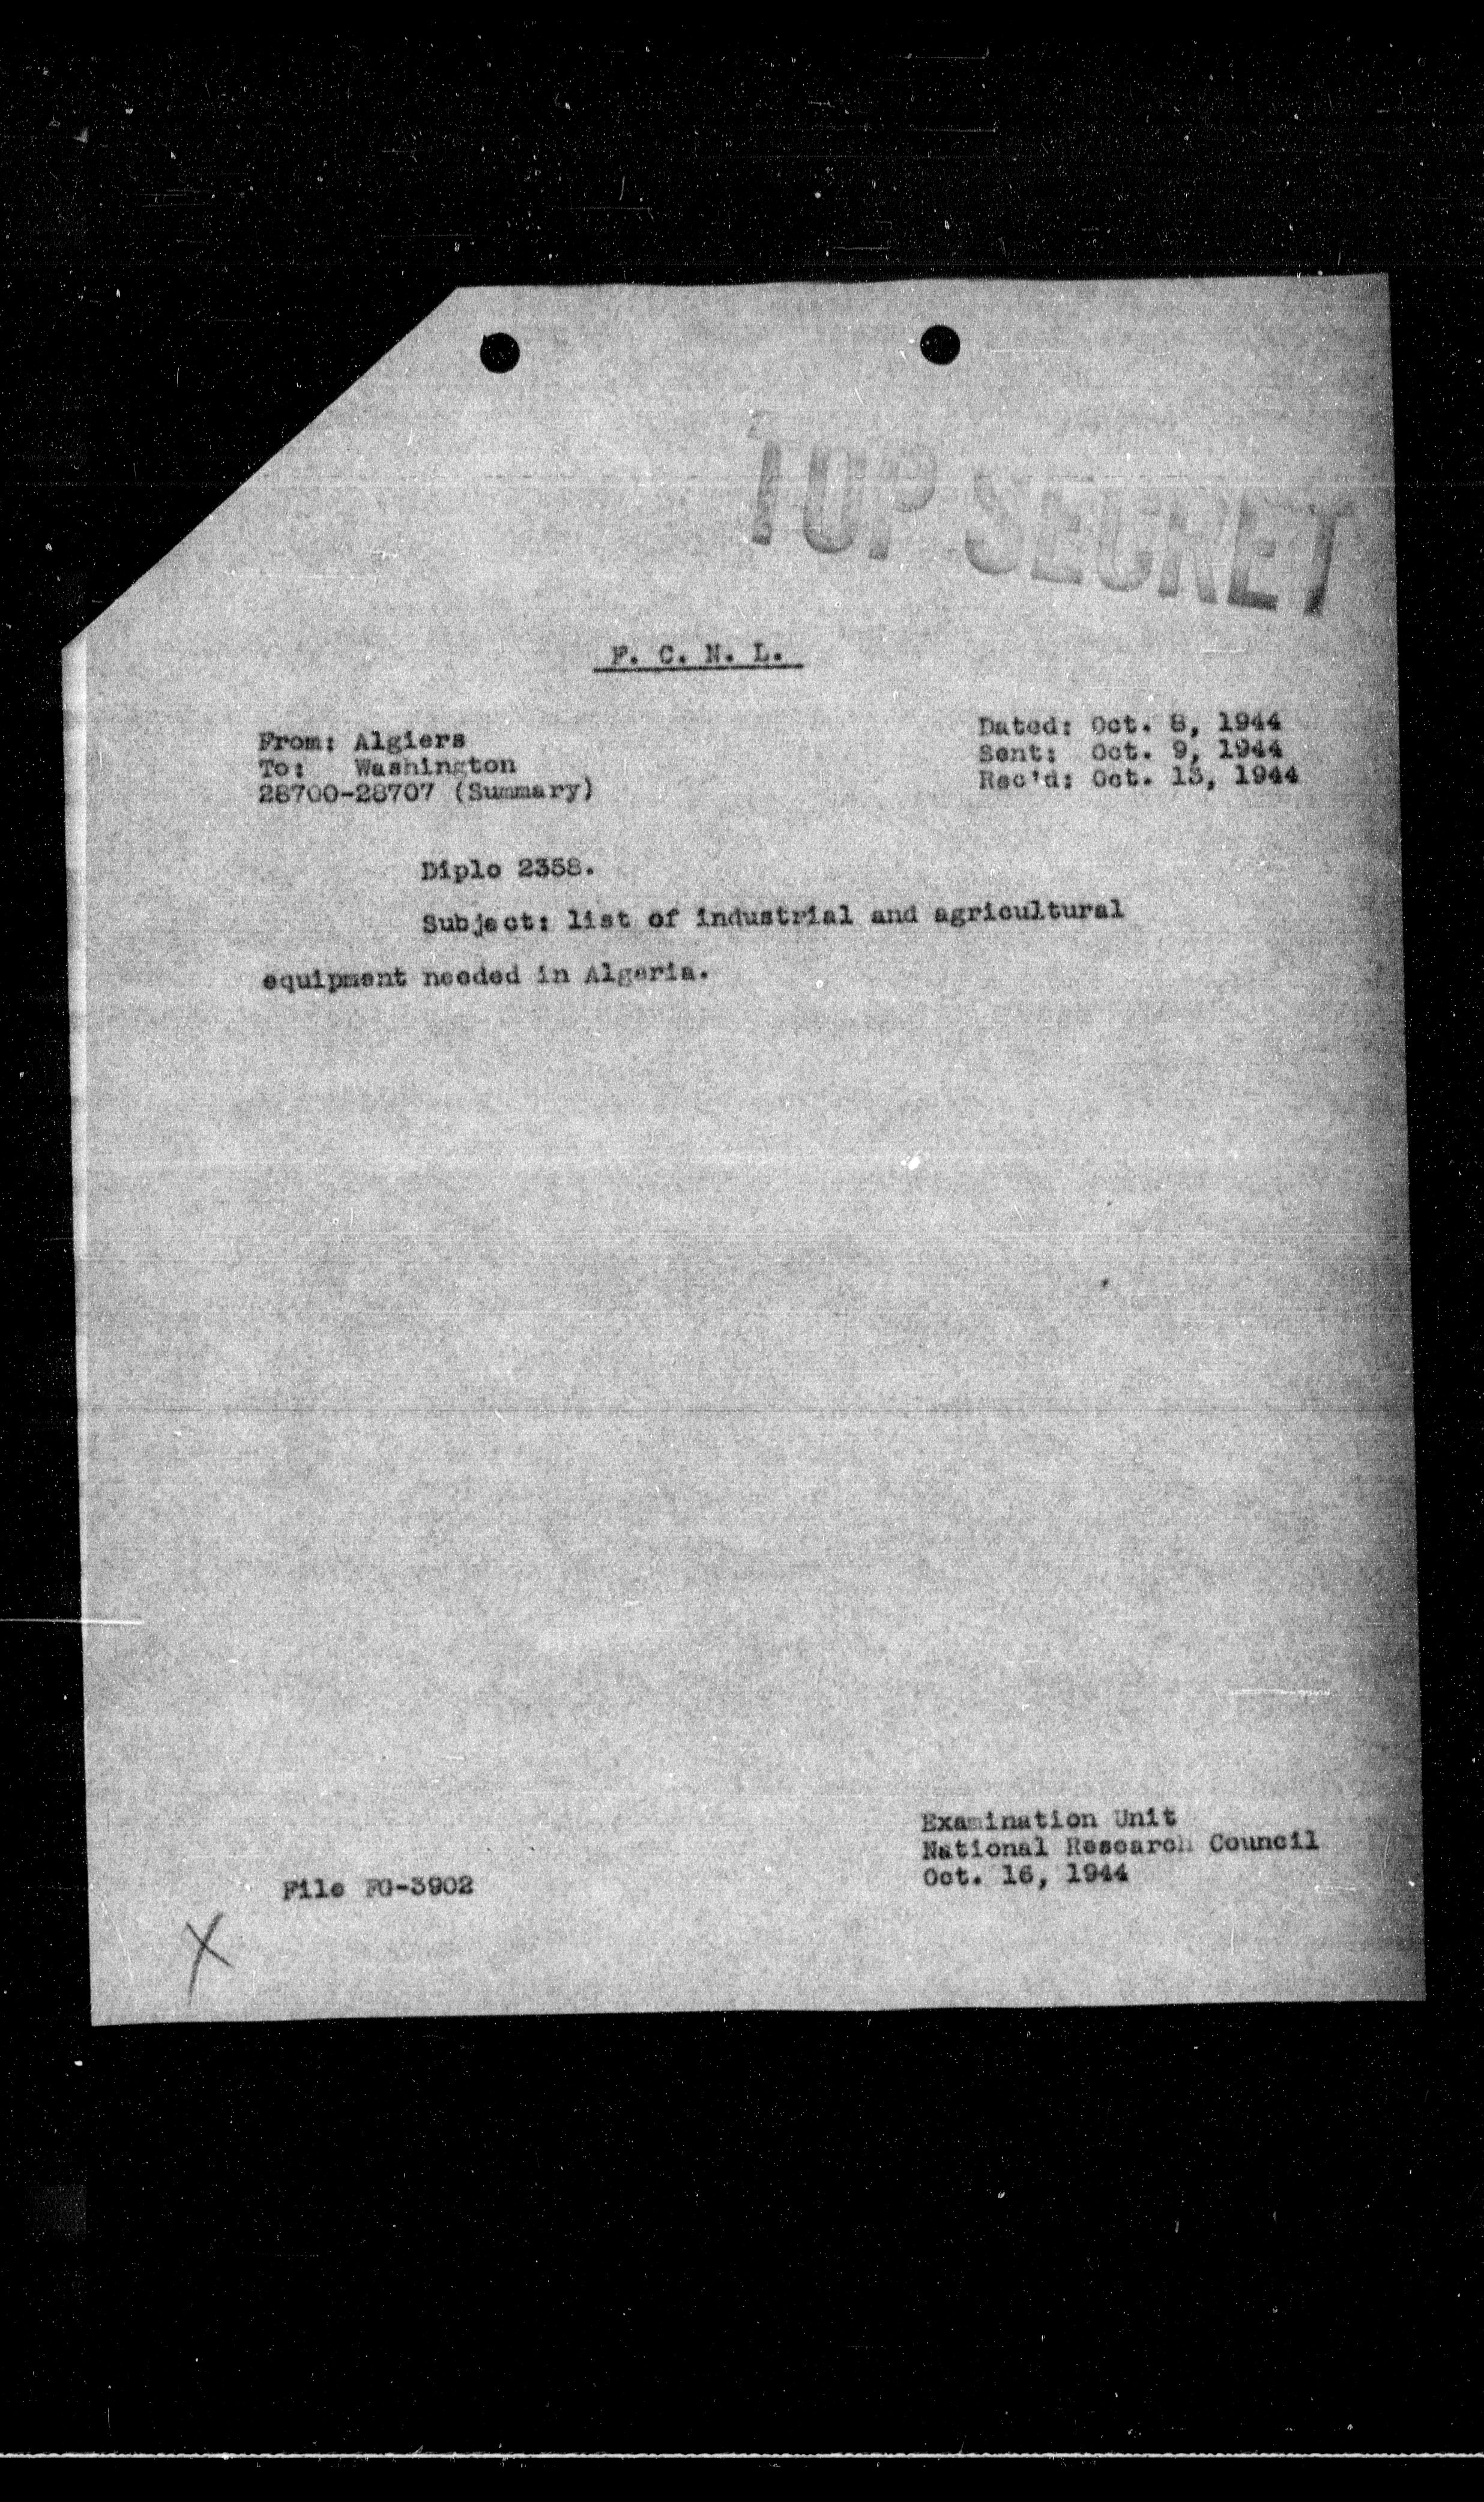 TOP SECRET
F. C. N. L.
From: Algiers
To: Washington
28700-28707 (Summary)
Dated: Oct. 8, 1944
Sent: Oct. 9, 1944
Rec'd: Oct. 13, 1944
Diplo 2358.
Subject: list of industrial and agricultural
equipment needed in Algeria.
Examination Unit
National Research Council
Oct. 16, 1944
File FG-3902
X